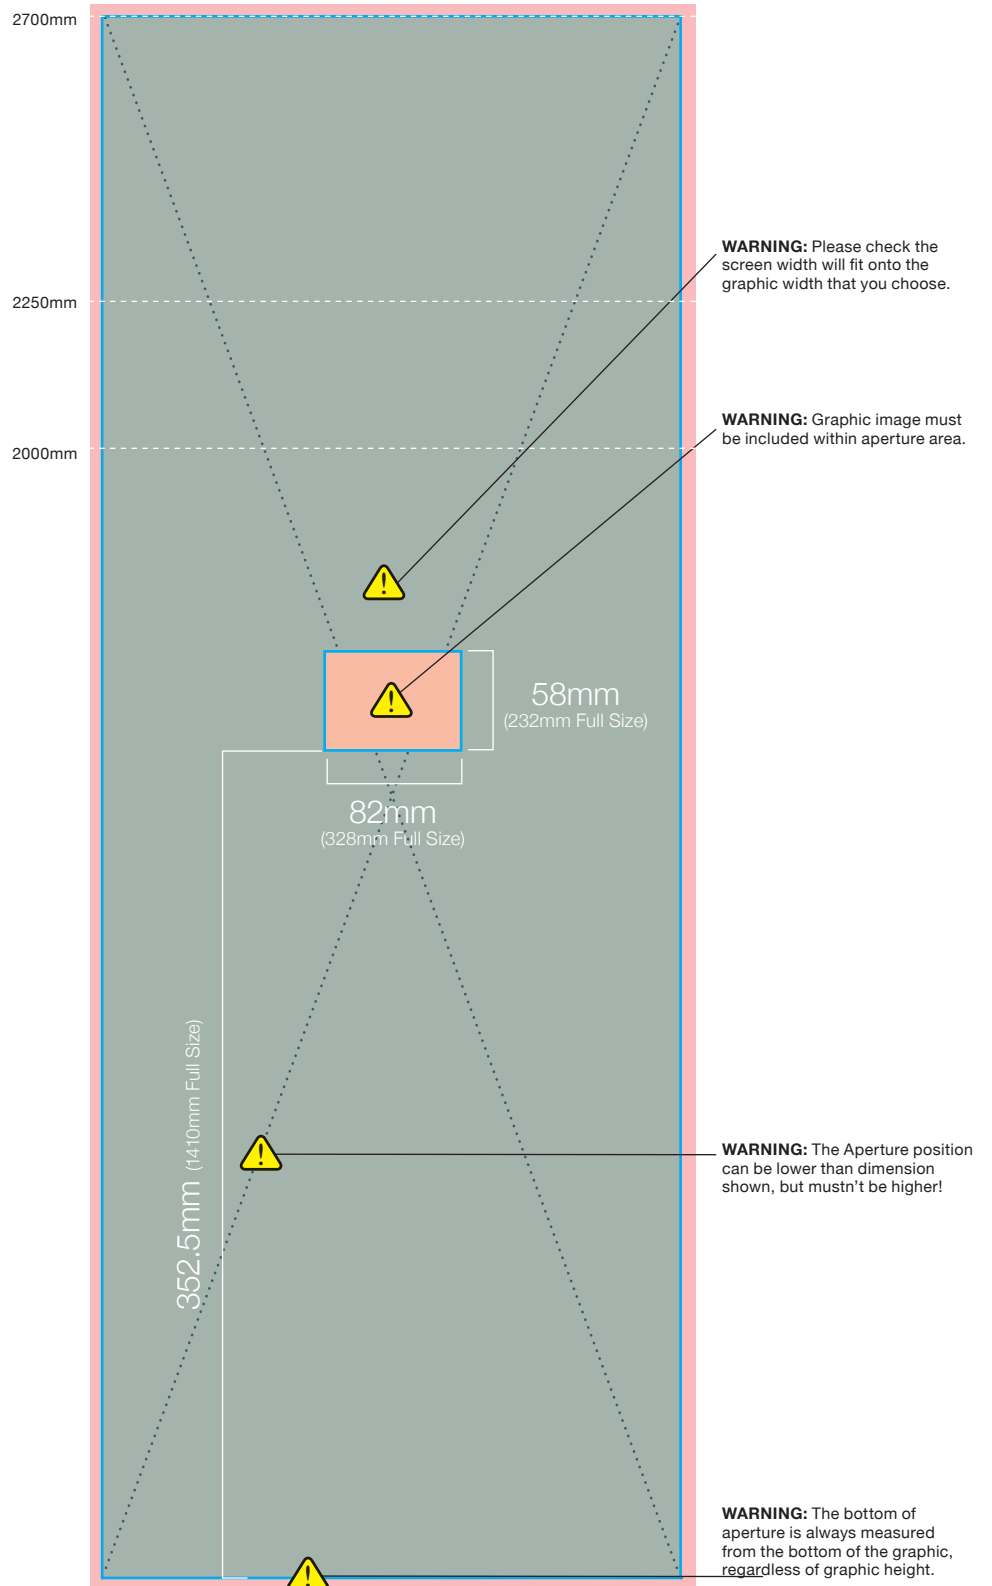 2700mm
WARNING: Please check the
screen width will fit onto the
graphic width that you choose.
2250mm
WARNING: Graphic image must
be included within aperture area.
2000mm
58mm
(232mm Full Size)
82mm
(328mm Full Size)
352.5mm (1410mm Full Size)
WARNING: The Aperture position
can be lower than dimension
shown, but mustn't be higher!
WARNING: The bottom of
aperture is always measured
from the bottom of the graphic,
regardless of graphic height.